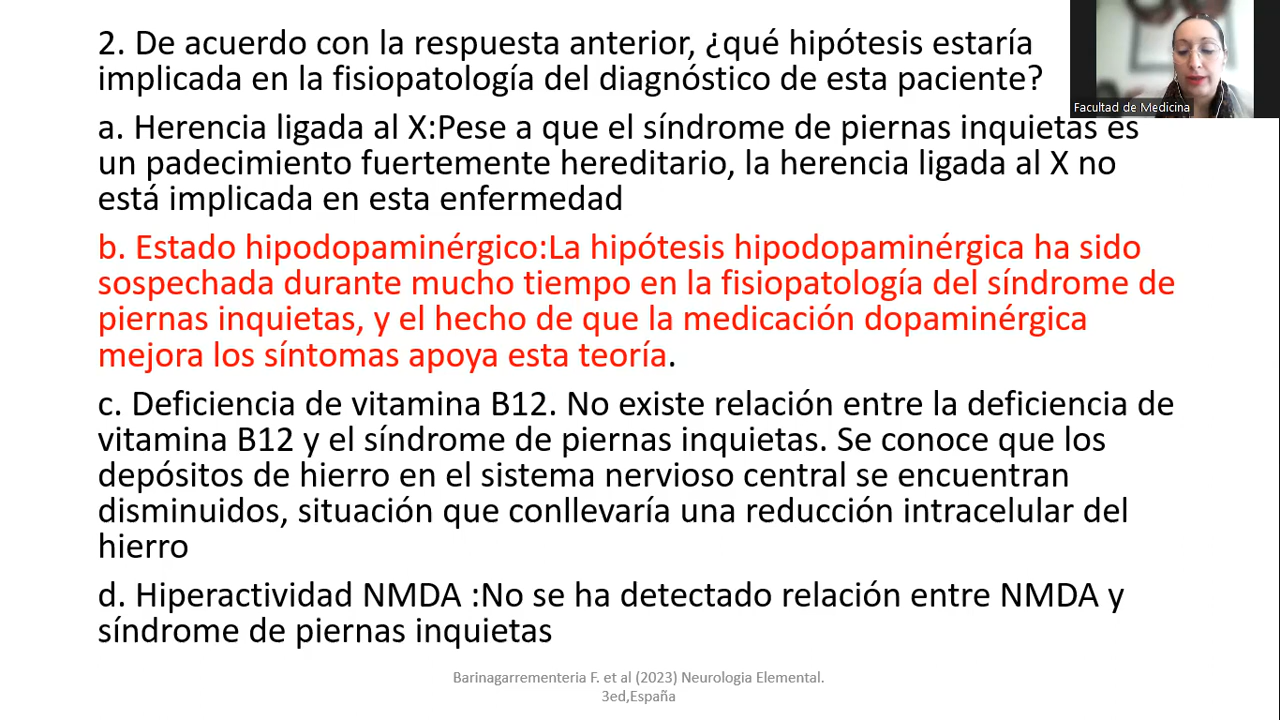 2. De acuerdo con la respuesta anterior, ¿qué hipótesis estaría
implicada en la fisiopatología del diagnóstico de esta paciente?
Facultad de Medicina
a. Herencia ligada al X:Pese a que el síndrome de piernas inquietas es
un padecimiento fuertemente hereditario, la herencia ligada al X no
está implicada en esta enfermedad
b. Estado hipodopaminérgico:La hipótesis hipodopaminérgica ha sido
sospechada durante mucho tiempo en la fisiopatología del síndrome de
piernas inquietas, y el hecho de que la medicación dopaminérgica
mejora los síntomas apoya esta teoría.
c. Deficiencia de vitamina B12. No existe relación entre la deficiencia de
vitamina B12 y el síndrome de piernas inquietas. Se conoce que los
depósitos de hierro en el sistema nervioso central se encuentran
disminuidos, situación que conllevaría una reducción intracelular del
hierro
d. Hiperactividad NMDA :No se ha detectado relación entre NMDA y
síndrome de piernas inquietas
Barinagarrementeria F. et al (2023) Neurologia Elemental.
3ed,España